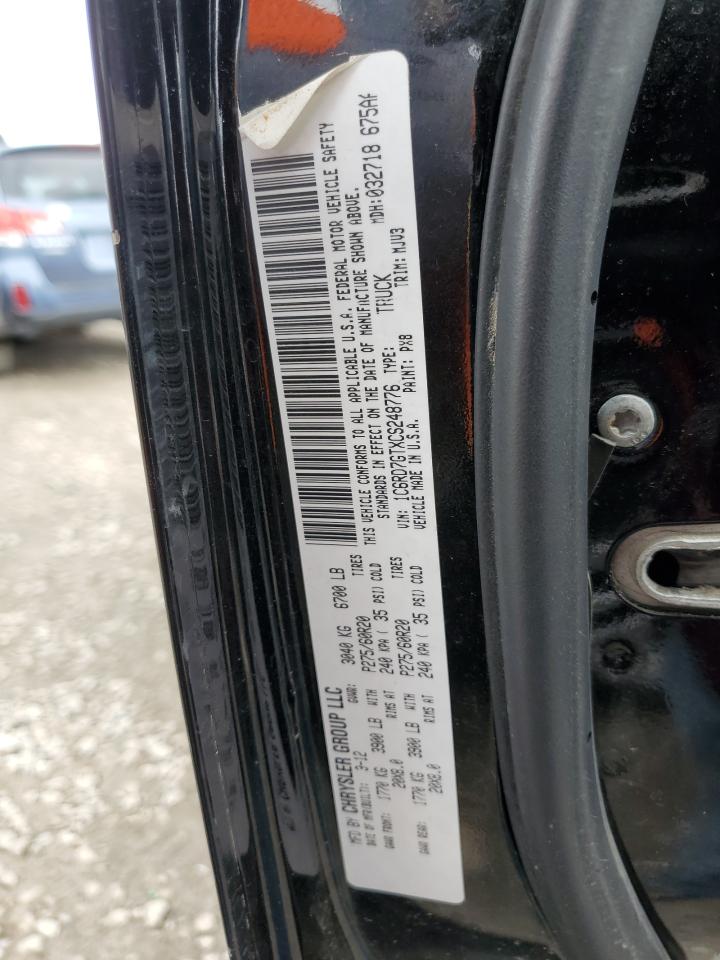 MFD BY CHRYSLER GROUP LLC
DATE OF MFR/BUILT: 3-12 GVWR: 3040 KG 6700 LB
GAWR FRONT: 1770 KG 3900 LB WITH P275/60R20 TIRES
20X8.0 RIMS AT 240 KPA ( 35 PSI) COLD
GAWR REAR: 1770 KG 3900 LB WITH P275/60R20 TIRES
20X8.0 RIMS AT 240 KPA ( 35 PSI) COLD
THIS VEHICLE CONFORMS TO ALL APPLICABLE U.S.A. FEDERAL MOTOR VEHICLE SAFETY
STANDARDS IN EFFECT ON THE DATE OF MANUFACTURE SHOWN ABOVE.
VIN: 1C6RD7GTXCS248776 TYPE: TRUCK MDH: 032718 675AF
VEHICLE MADE IN U.S.A. PAINT: PX8 TRIM: MJV3